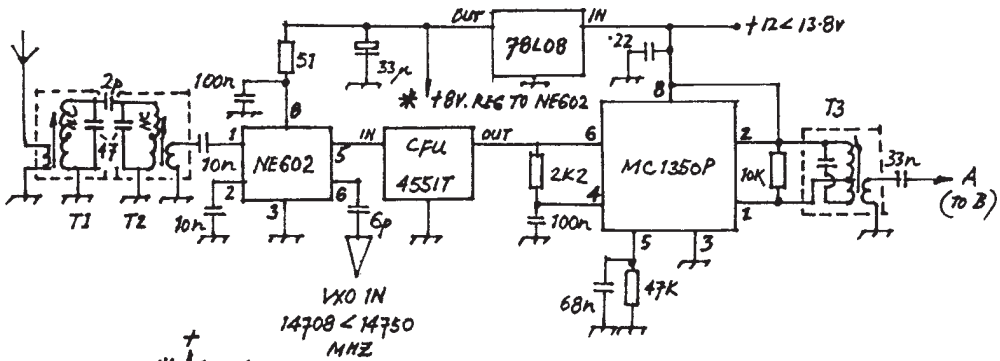 OUT
IN
78L08
+12<13·8V
51
33µ
·22
* +8V. REG TO NE602
100n
2p
47
T1
T2
10n
1
8
NE602
5
6
2
3
10n
6p
IN
CFU
455IT
OUT
VXO IN
14708<14750
MHZ
2K2
100n
6
4
8
MC1350P
2
1
5
3
68n
47K
10K
T3
33n
A
(TO B)
+